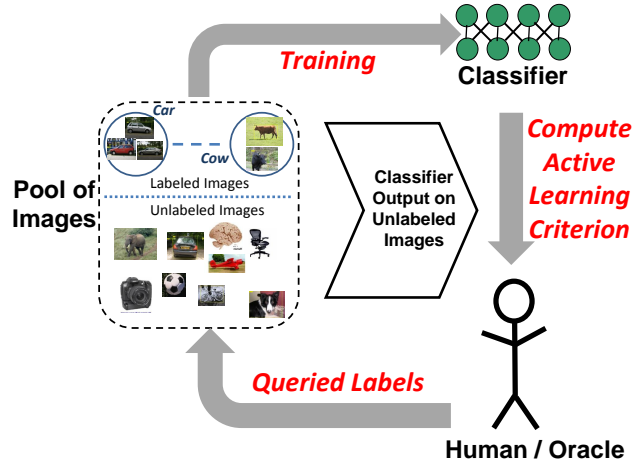 Training
Classifier
Car
Cow
Labeled Images
Unlabeled Images
Pool of
Images
Classifier
Output on
Unlabeled
Images
Compute
Active
Learning
Criterion
Queried Labels
Human / Oracle